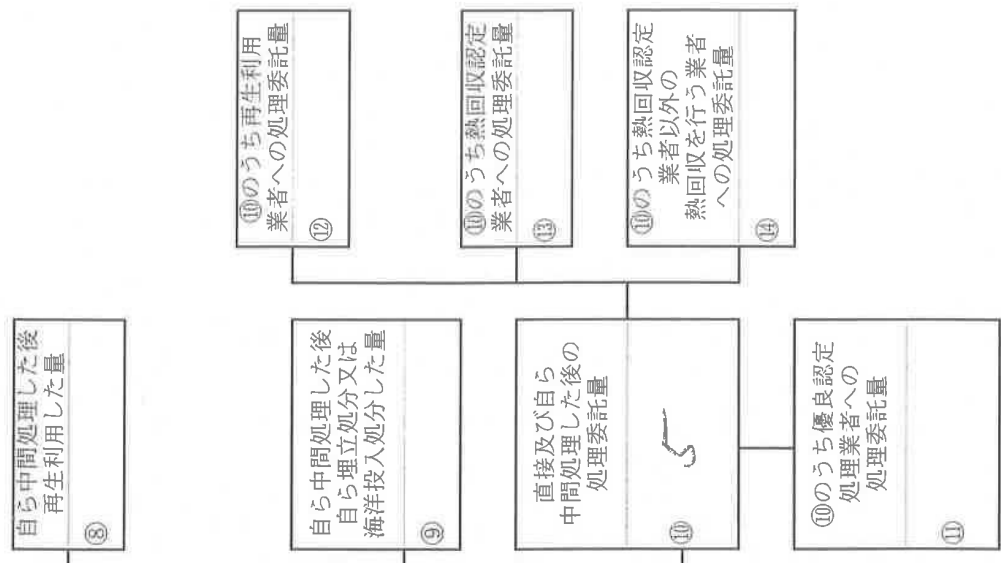 自ら中間処理した後
再生利用した量
⑧
自ら中間処理した後
自ら埋立処分又は
海洋投入処分した量
⑨
直接及び自ら
中間処理した後の
処理委託量
⑩
5
⑩のうち優良認定
処理業者への
処理委託量
⑪
⑩のうち再生利用
業者への処理委託量
⑫
⑩のうち熱回収認定
業者への処理委託量
⑬
⑩のうち熱回収認定
業者以外の
熱回収を行う業者
への処理委託量
⑭